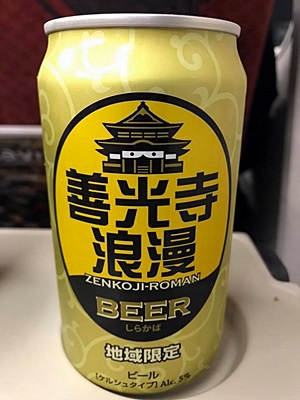 善光寺
浪漫
ZENKOJI-ROMAN
BEER
しらかば
地域限定
ビール
(ケルシュタイプ) Alc. 5%